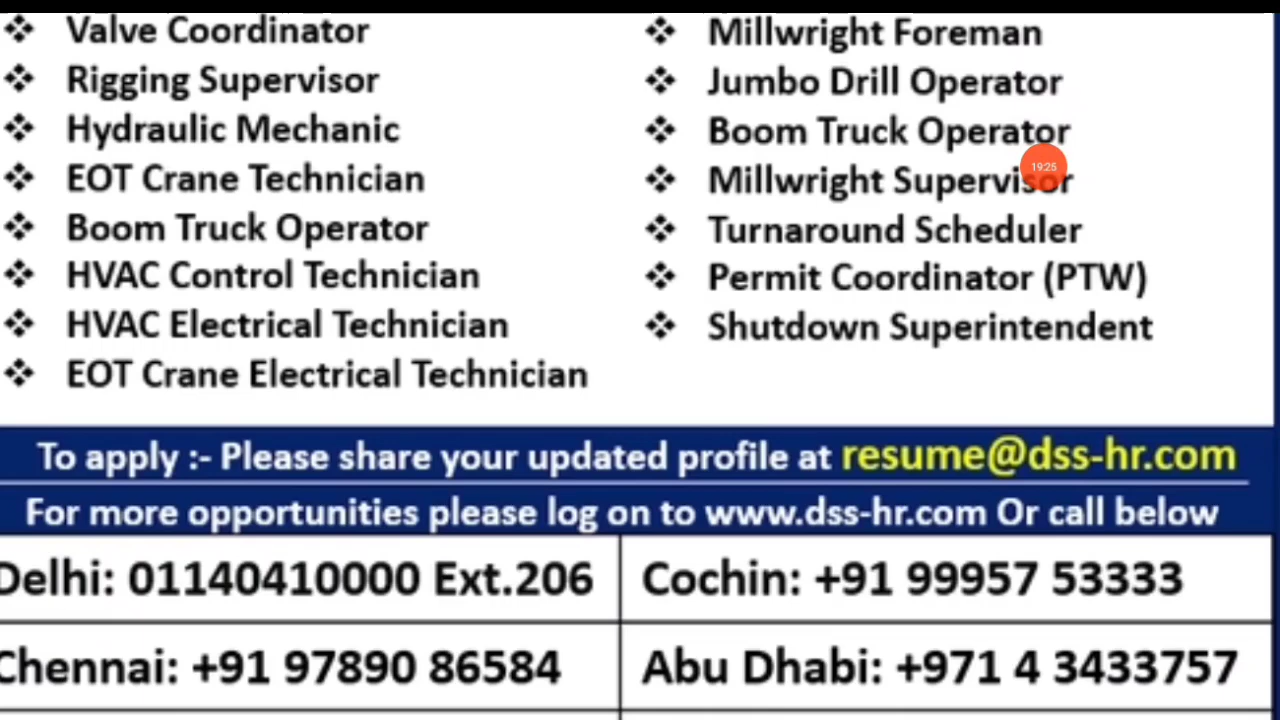 Valve Coordinator
Rigging Supervisor
Hydraulic Mechanic
EOT Crane Technician
Boom Truck Operator
HVAC Control Technician
HVAC Electrical Technician
EOT Crane Electrical Technician
Millwright Foreman
Jumbo Drill Operator
Boom Truck Operator
Millwright Supervisor
19:25
Turnaround Scheduler
Permit Coordinator (PTW)
Shutdown Superintendent
To apply :- Please share your updated profile at resume@dss-hr.com
For more opportunities please log on to www.dss-hr.com Or call below
Delhi: 01140410000 Ext.206
Cochin: +91 99957 53333
Chennai: +91 97890 86584
Abu Dhabi: +971 4 3433757